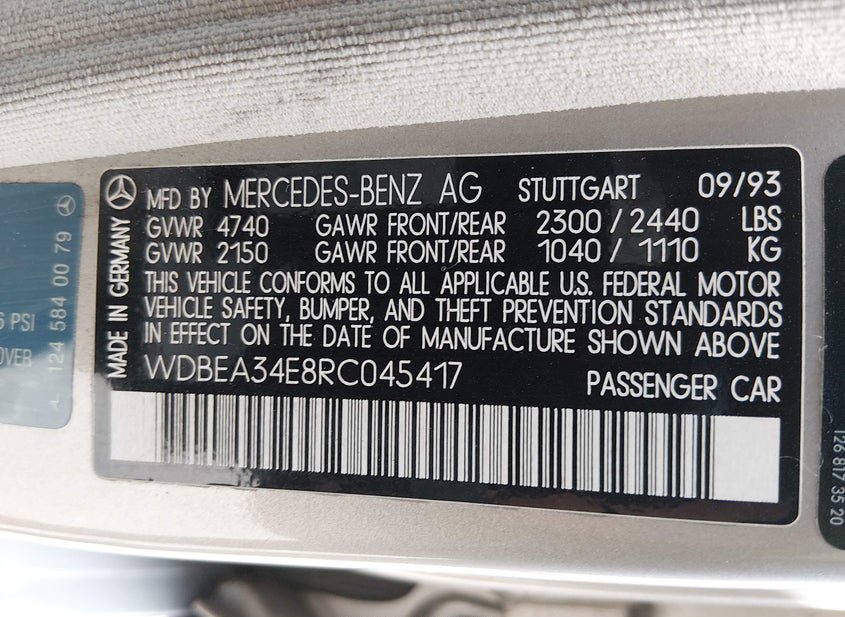 MFD BY MERCEDES-BENZ AG STUTTGART 09/93
GVWR 4740 GAWR FRONT/REAR 2300 / 2440 LBS
GVWR 2150 GAWR FRONT/REAR 1040 / 1110 KG
THIS VEHICLE CONFORMS TO ALL APPLICABLE U.S. FEDERAL MOTOR
VEHICLE SAFETY, BUMPER, AND THEFT PREVENTION STANDARDS
IN EFFECT ON THE DATE OF MANUFACTURE SHOWN ABOVE
WDBEA34E8RC045417 PASSENGER CAR
MADE IN GERMANY
124 584 00 79
PSI
OVER
126 817 35 20